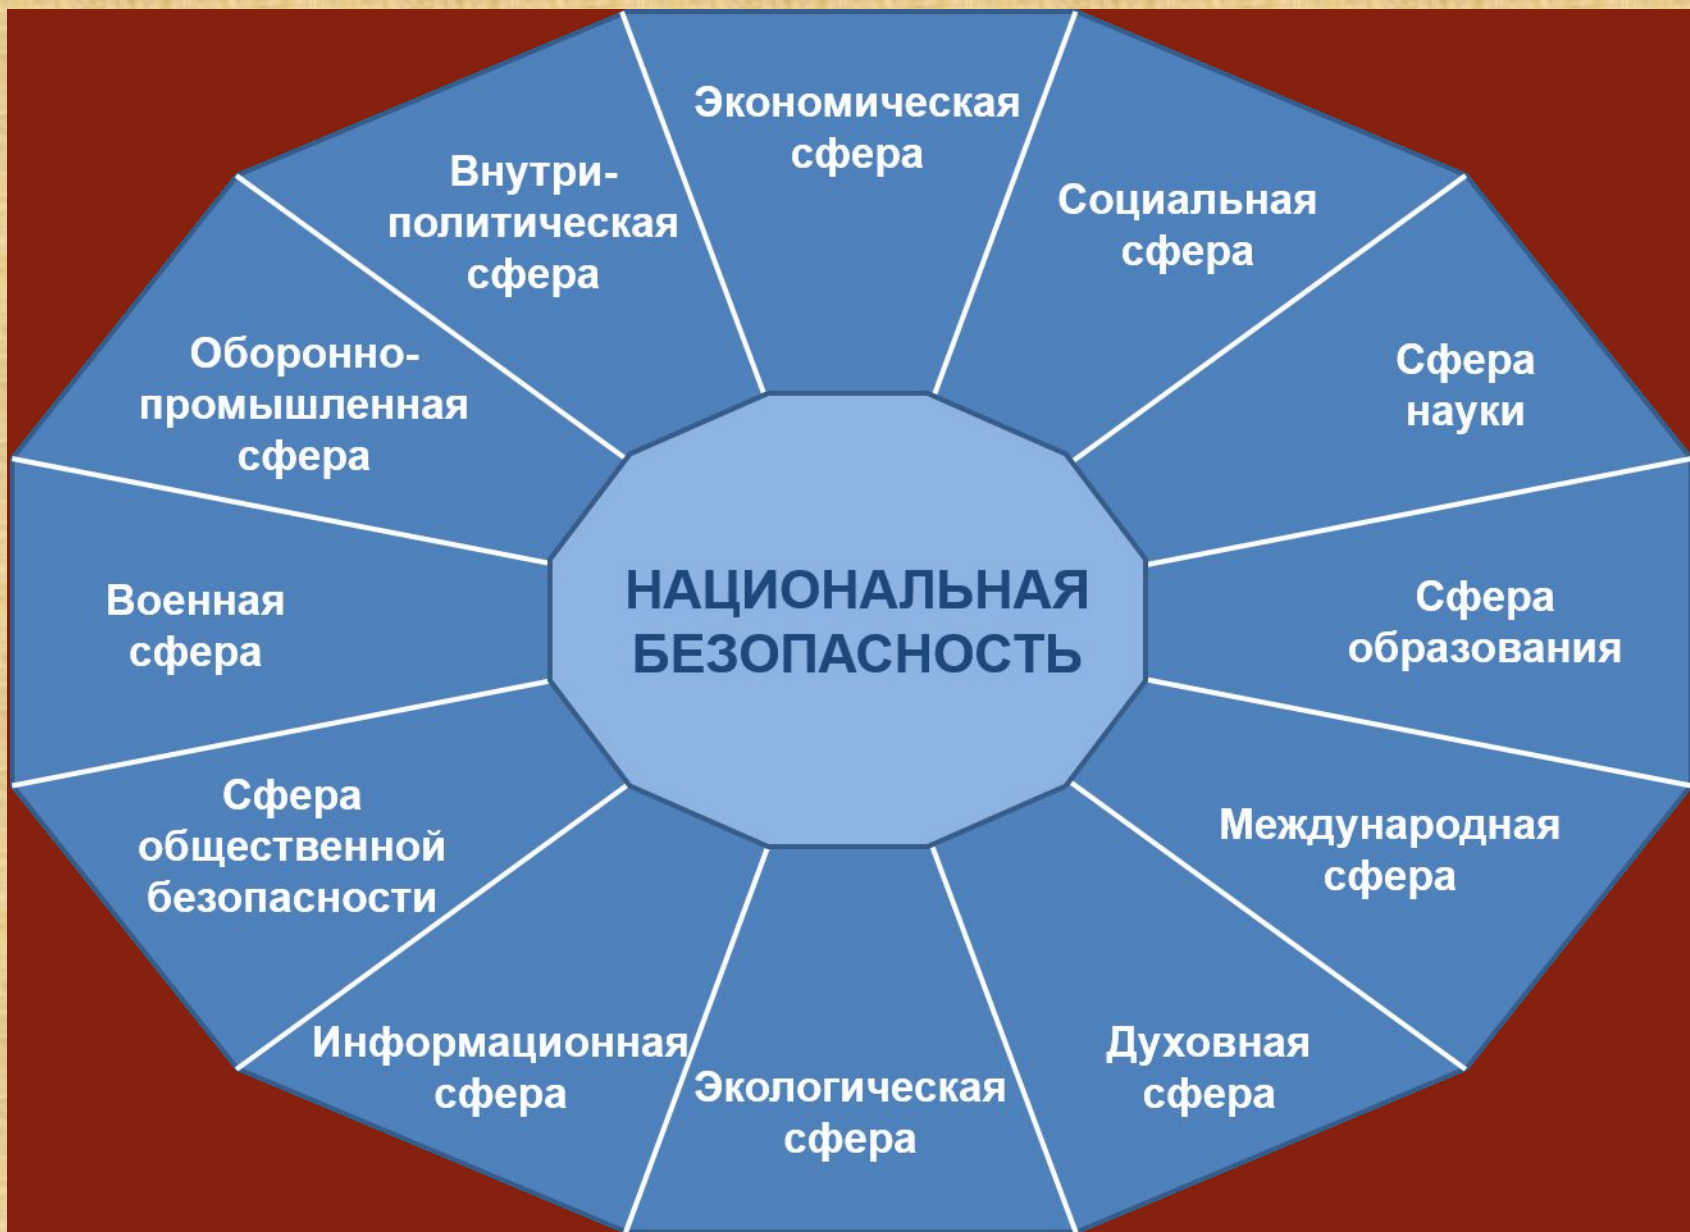 Экономическая
сфера
Социальная
сфера
Сфера
науки
Сфера
образования
Международная
сфера
Духовная
сфера
Экологическая
сфера
Информационная
сфера
Сфера
общественной
безопасности
Военная
сфера
Оборонно-
промышленная
сфера
Внутри-
политическая
сфера
НАЦИОНАЛЬНАЯ
БЕЗОПАСНОСТЬ